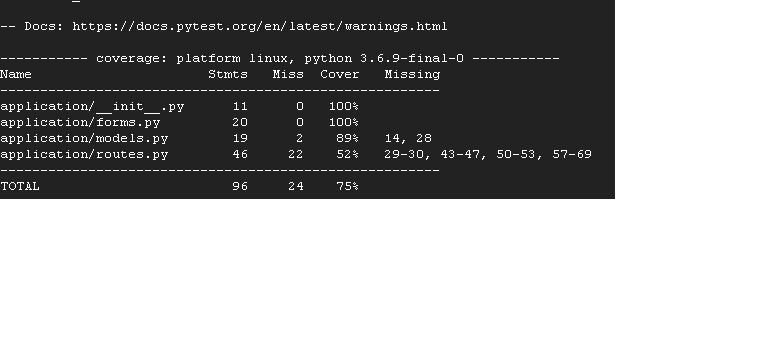 -- Docs: https://docs.pytest.org/en/latest/warnings.html
----------- coverage: platform linux, python 3.6.9-final-0 -----------
Name                      Stmts   Miss  Cover   Missing
-------------------------------------------------------
application/__init__.py      11      0   100%
application/forms.py         20      0   100%
application/models.py        19      2    89%   14, 28
application/routes.py        46     22    52%   29-30, 43-47, 50-53, 57-69
-------------------------------------------------------
TOTAL                        96     24    75%